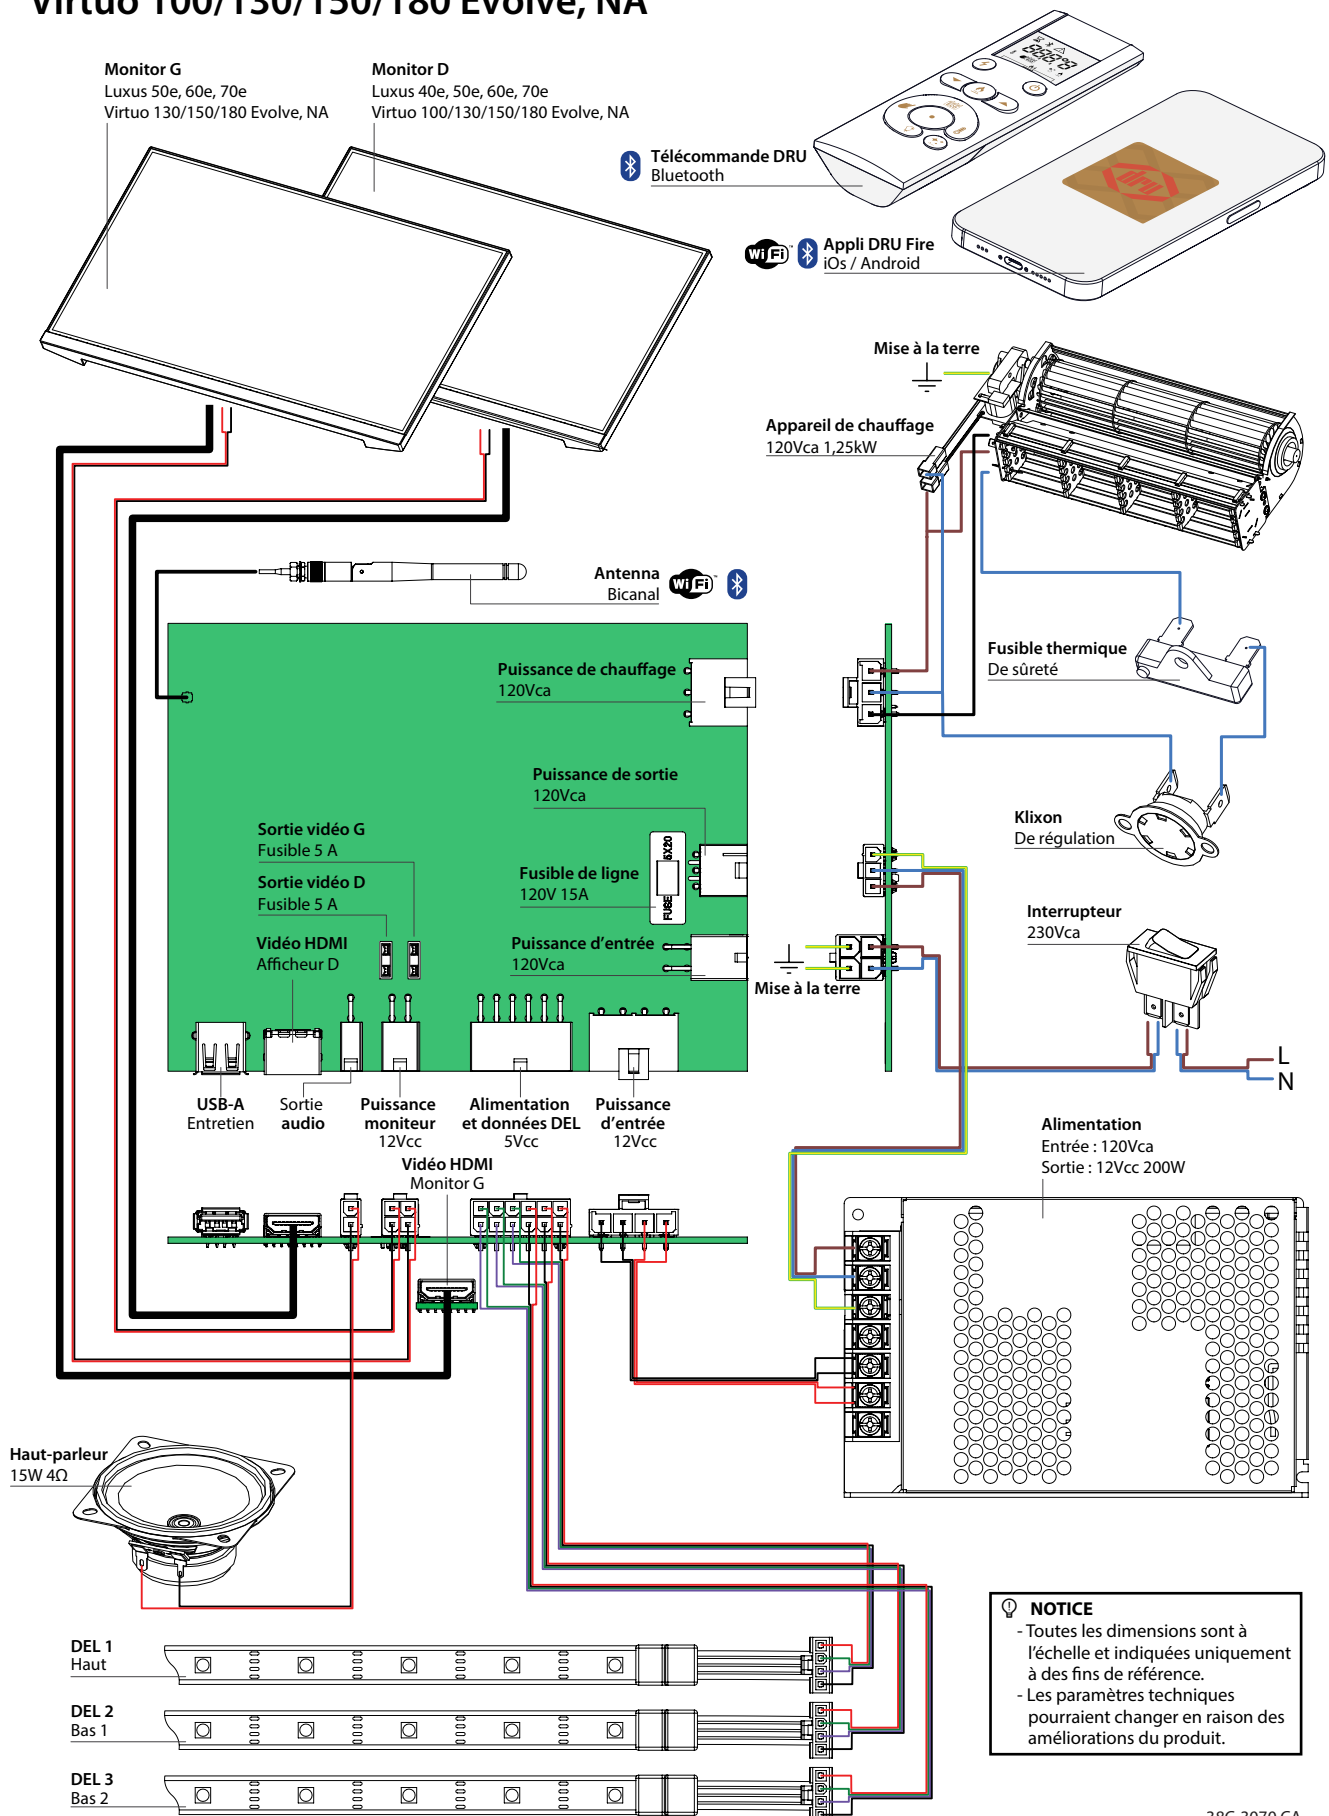 Virtuo 100/130/150/180 Evolve, NA
Monitor G
Luxus 50e, 60e, 70e
Virtuo 130/150/180 Evolve, NA
Monitor D
Luxus 40e, 50e, 60e, 70e
Virtuo 100/130/150/180 Evolve, NA
Télécommande DRU
Bluetooth
dru
WiFi
Appli DRU Fire
iOs / Android
Mise à la terre
Appareil de chauffage
120Vca 1,25kW
Antenna
Bicanal
WiFi
Puissance de chauffage
120Vca
Fusible thermique
De sûreté
Puissance de sortie
120Vca
Klixon
De régulation
Sortie vidéo G
Fusible 5 A
Sortie vidéo D
Fusible 5 A
Fusible de ligne
120V 15A
FUSE 5X20
Vidéo HDMI
Afficheur D
Puissance d'entrée
120Vca
Mise à la terre
Interrupteur
230Vca
L
N
USB-A
Entretien
Sortie
audio
Puissance
moniteur
12Vcc
Alimentation
et données DEL
5Vcc
Puissance
d'entrée
12Vcc
Vidéo HDMI
Monitor G
Alimentation
Entrée : 120Vca
Sortie : 12Vcc 200W
Haut-parleur
15W 4Ω
DEL 1
Haut
DEL 2
Bas 1
DEL 3
Bas 2
NOTICE
- Toutes les dimensions sont à
l'échelle et indiquées uniquement
à des fins de référence.
- Les paramètres techniques
pourraient changer en raison des
améliorations du produit.